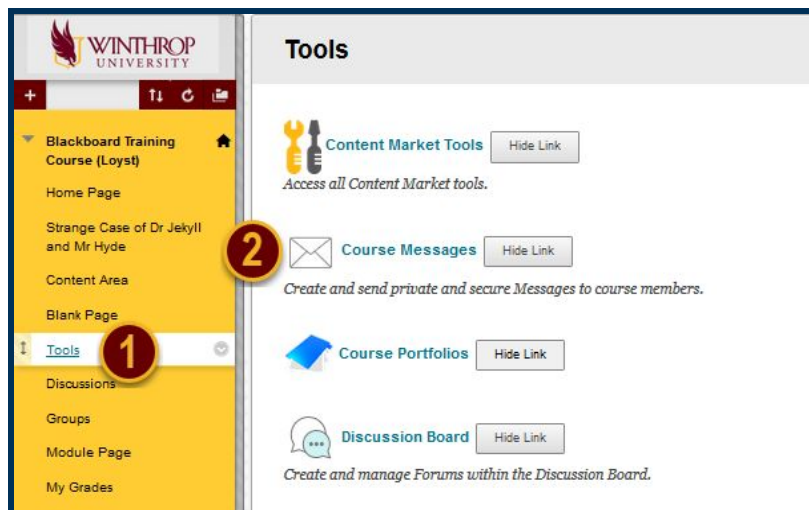 WINTHROP
UNIVERSITY
Blackboard Training
Course (Loyst)
Home Page
Strange Case of Dr Jekyll
and Mr Hyde
Content Area
Blank Page
Tools
1
Discussions
Groups
Module Page
My Grades
Tools
Content Market Tools Hide Link
Access all Content Market tools.
2
Course Messages Hide Link
Create and send private and secure Messages to course members.
Course Portfolios Hide Link
Discussion Board Hide Link
Create and manage Forums within the Discussion Board.